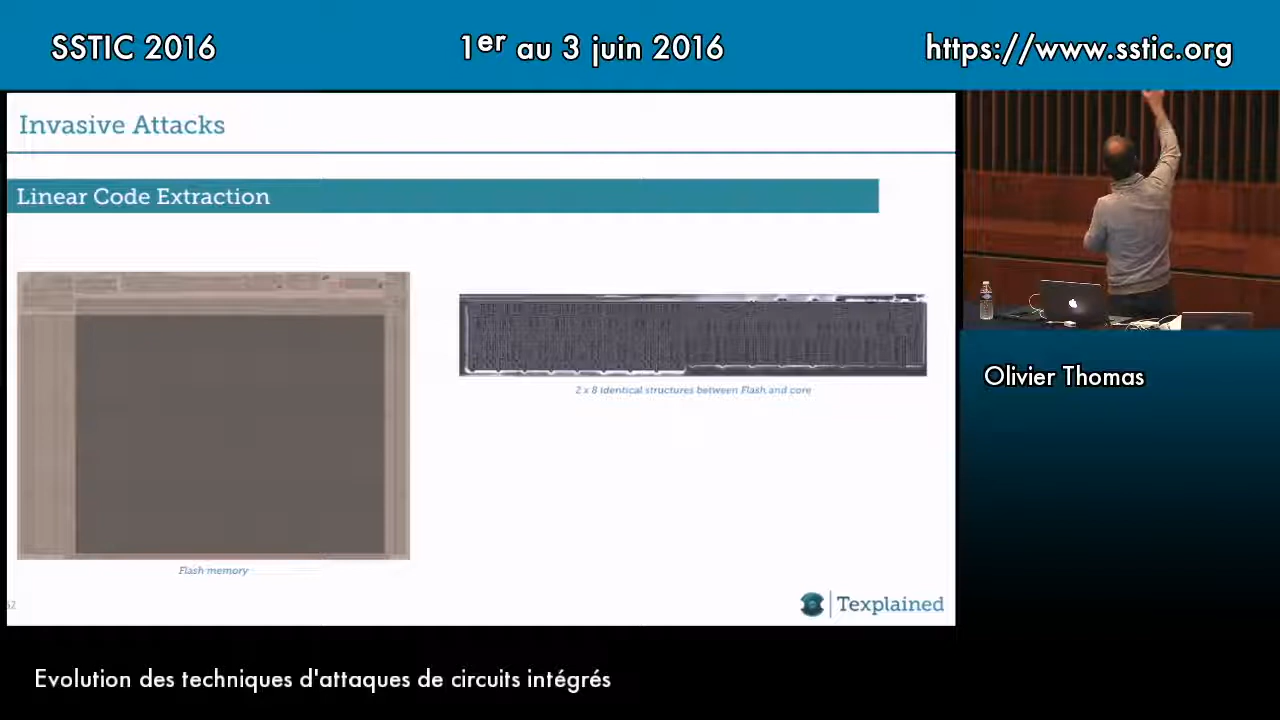 SSTIC 2016
1er au 3 juin 2016
https://www.sstic.org
Invasive Attacks
Linear Code Extraction
2 x 8 identical structures between Flash and core
Flash memory
Texplained
Olivier Thomas
Evolution des techniques d'attaques de circuits intégrés